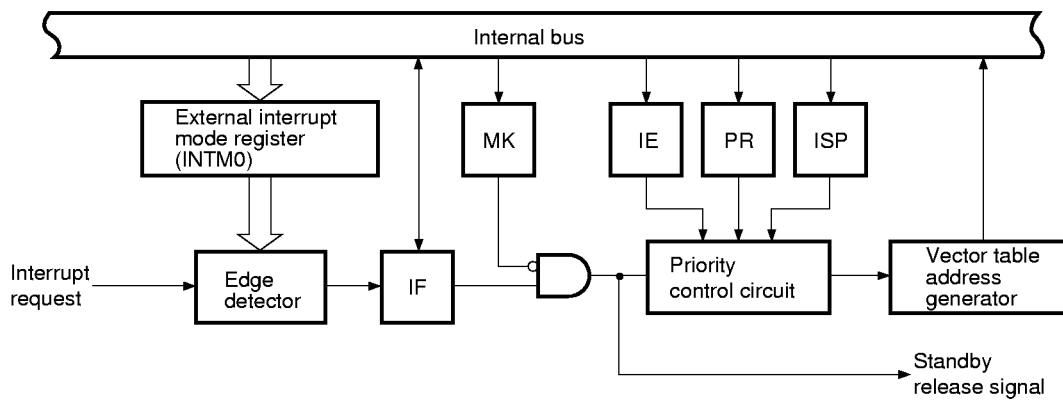 Internal bus
External interrupt
mode register
(INTM0)
MK
IE
PR
ISP
Interrupt
request
Edge
detector
IF
Priority
control circuit
Vector table
address
generator
Standby
release signal